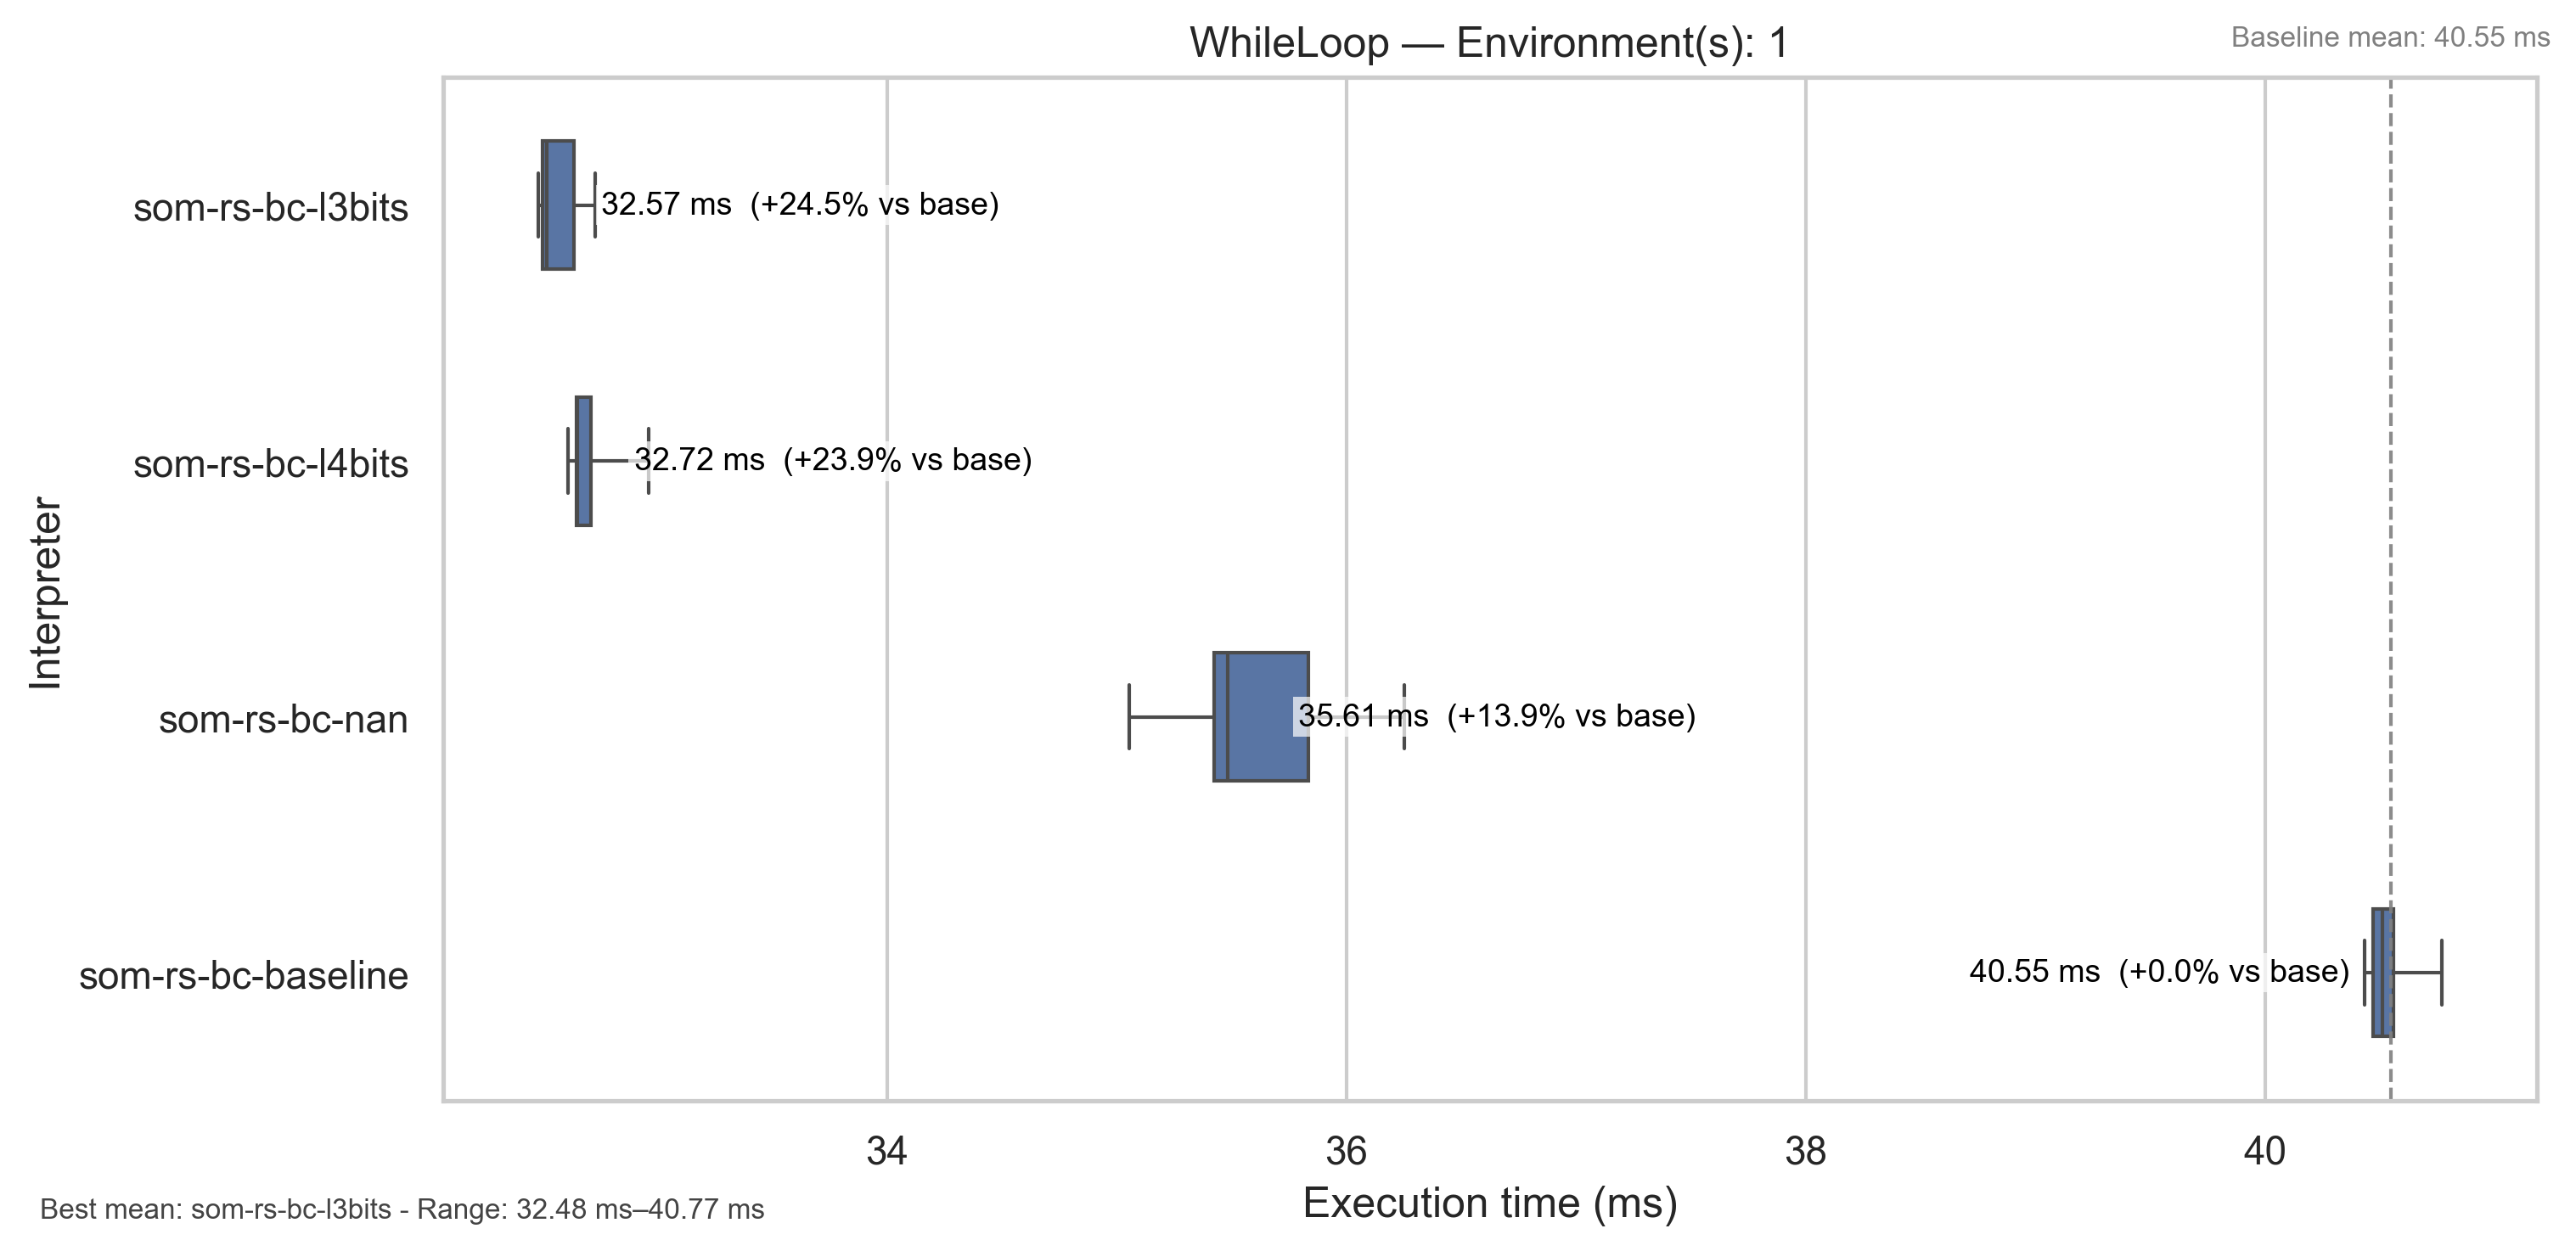 WhileLoop — Environment(s): 1
Baseline mean: 40.55 ms
Interpreter
som-rs-bc-l3bits
32.57 ms (+24.5% vs base)
som-rs-bc-l4bits
32.72 ms (+23.9% vs base)
som-rs-bc-nan
35.61 ms (+13.9% vs base)
som-rs-bc-baseline
40.55 ms (+0.0% vs base)
34
36
38
40
Execution time (ms)
Best mean: som-rs-bc-l3bits - Range: 32.48 ms–40.77 ms